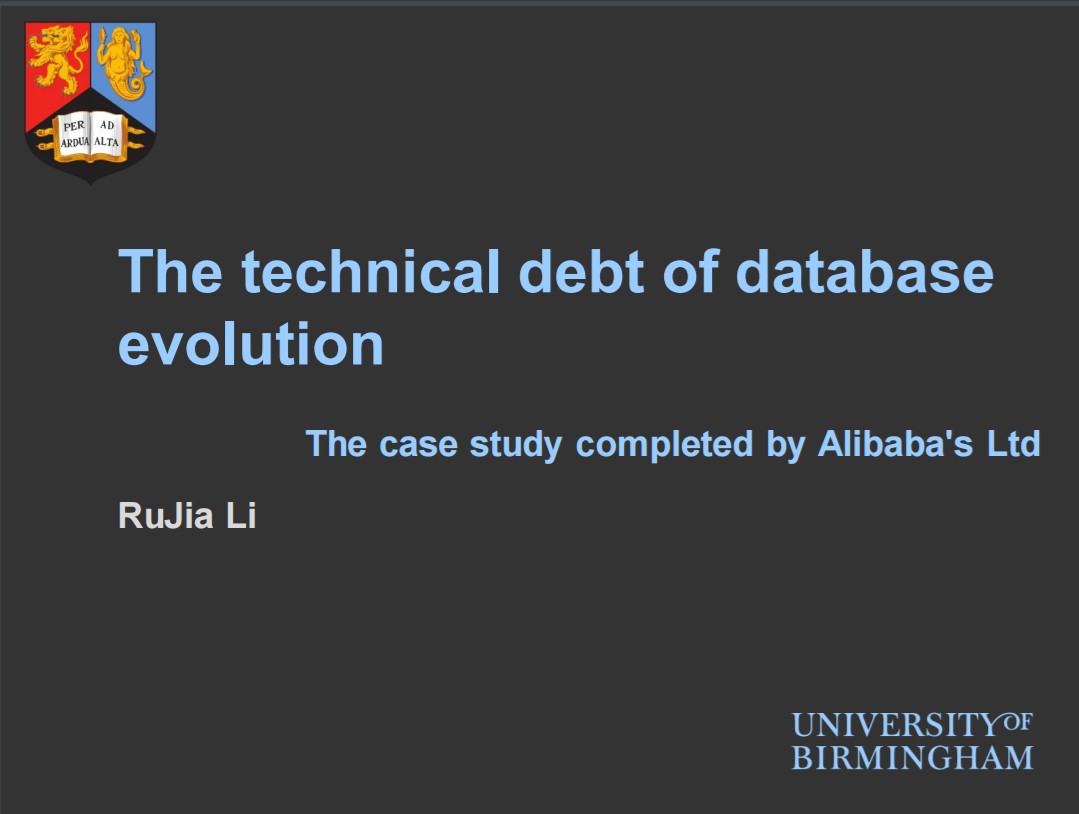 PER AD
ARDUA ALTA
The technical debt of database
evolution
The case study completed by Alibaba's Ltd
RuJia Li
UNIVERSITY OF
BIRMINGHAM